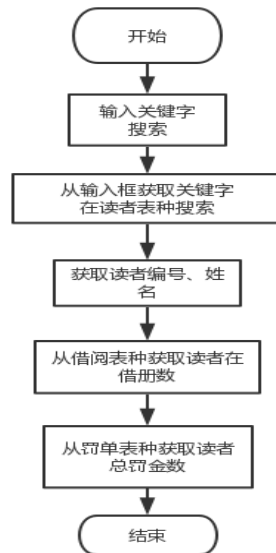 开始
输入关键字
搜索
从输入框获取关键字
在读者表种搜索
获取读者编号、姓
名
从借阅表种获取读者在
借册数
从罚单表种获取读者
总罚金数
结束